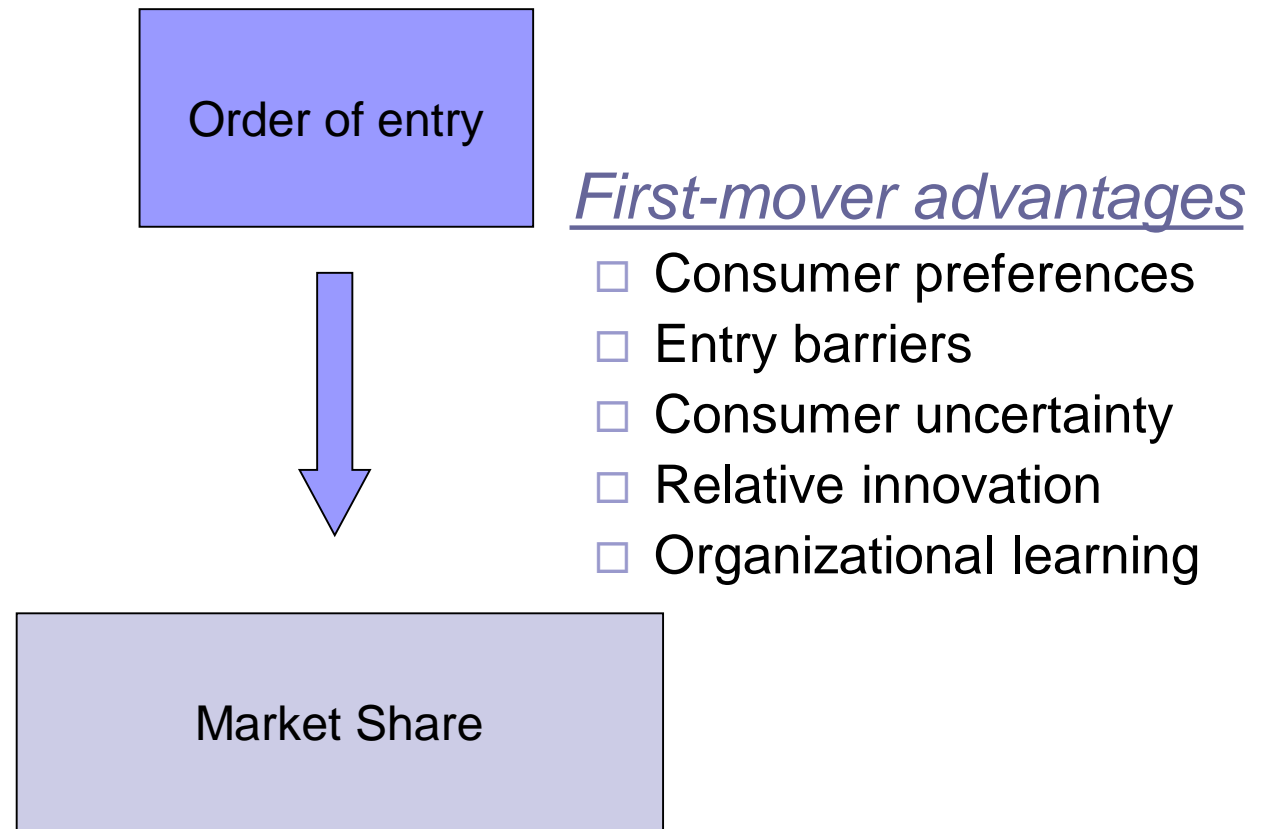 Order of entry
First-mover advantages
Consumer preferences
Entry barriers
Consumer uncertainty
Relative innovation
Organizational learning
Market Share